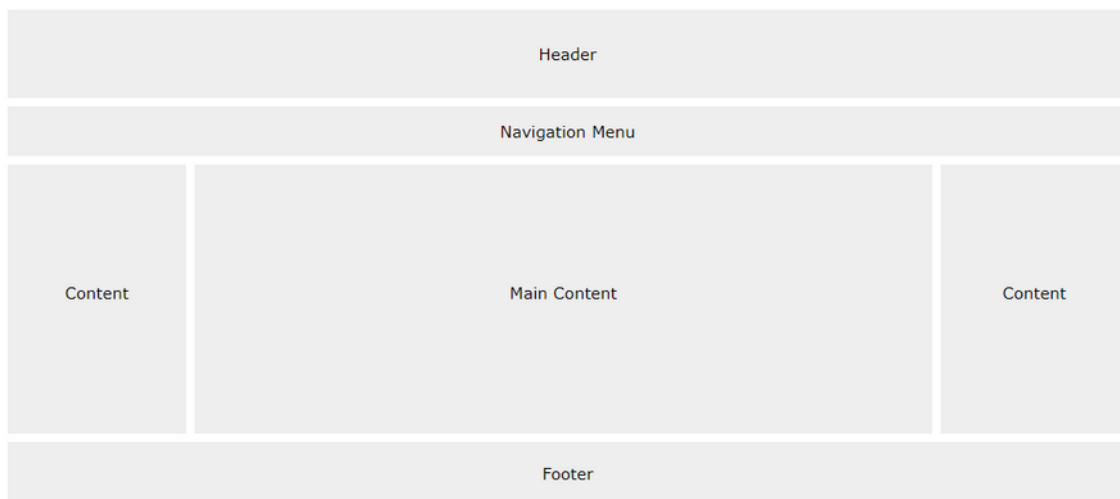 Header
Navigation Menu
Content
Main Content
Content
Footer